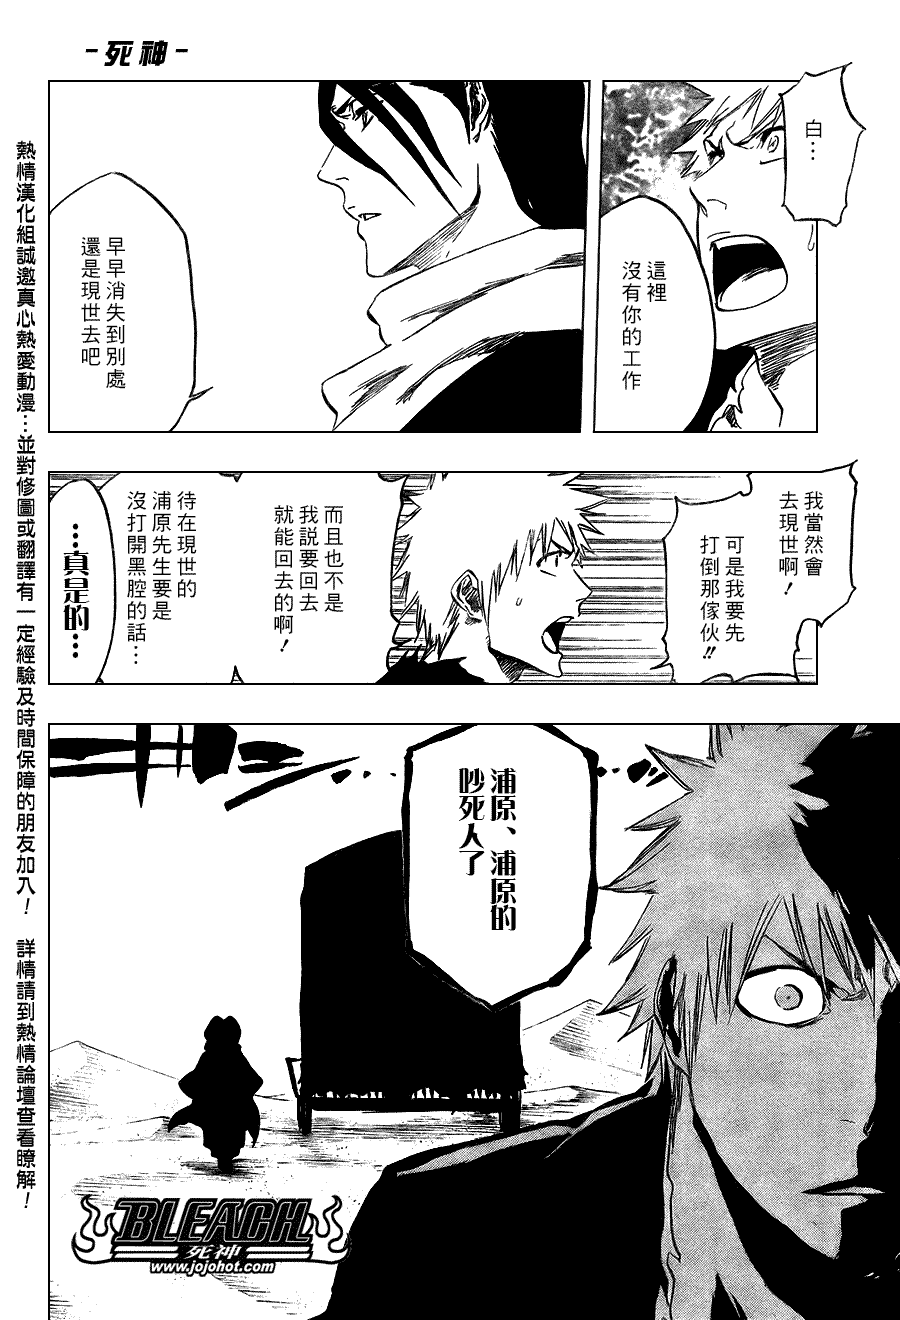 -死神-
白…
這裡
沒有你的工作
早早消失到別處
還是現世去吧
我當然會
去現世啊!
可是我要先
打倒那傢伙!!
而且也不是
我説要回去
就能回去的啊!
待在現世的
浦原先生要是
沒打開黑腔的話…
…真是的…
浦原、浦原的
吵死人了
熱情漢化組誠邀真心熱愛動漫…並對修圖或翻譯有一定經驗及時間保障的朋友加入! 詳情請到熱情論壇查看瞭解!
BLEACH
死神
www.jojohot.com